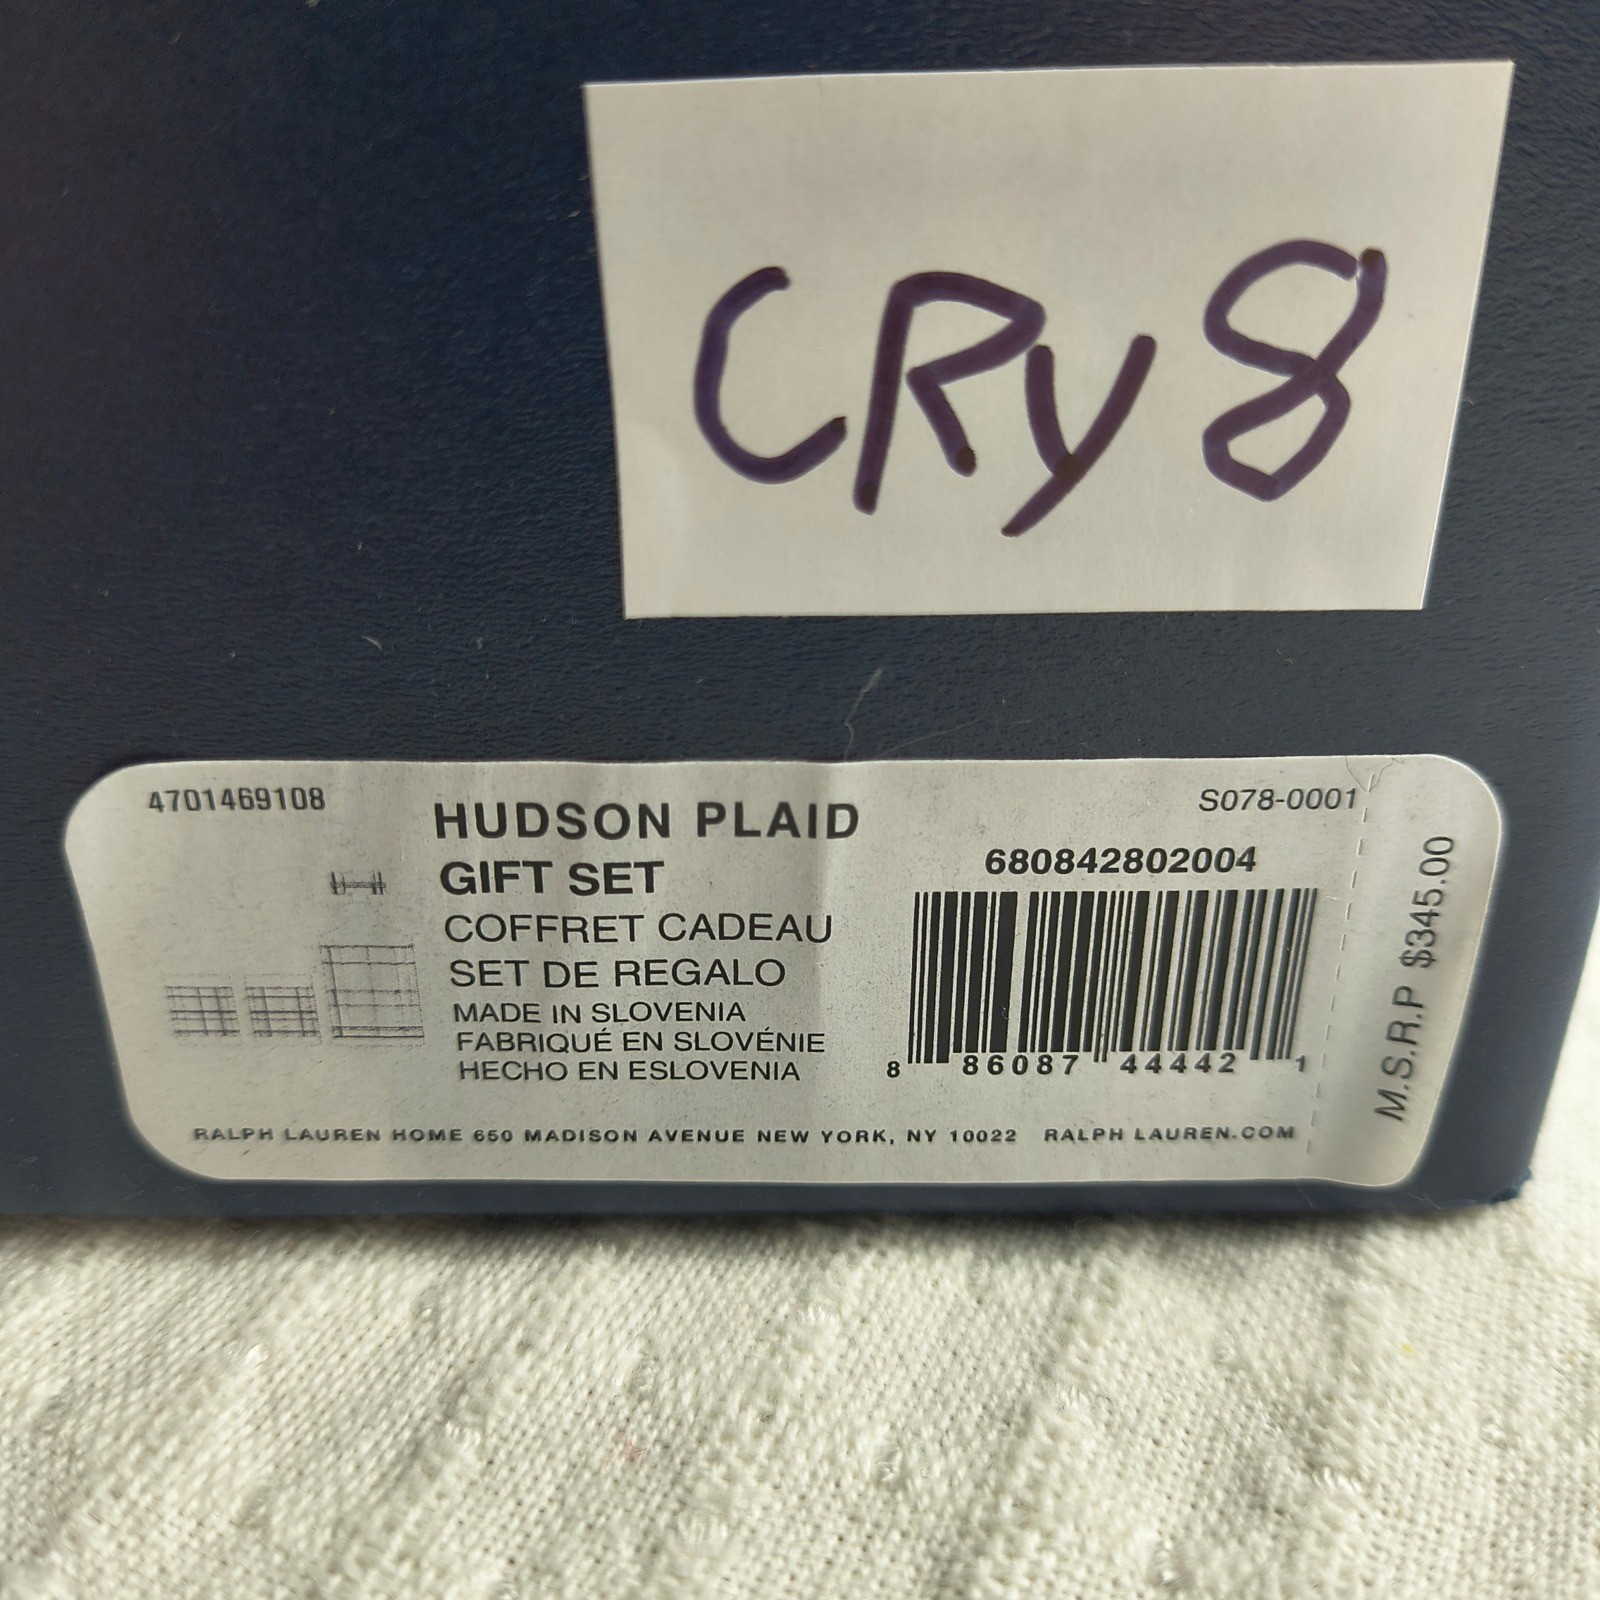 CRy 8
4701469108
S078-0001
HUDSON PLAID
GIFT SET
COFFRET CADEAU
SET DE REGALO
MADE IN SLOVENIA
FABRIQUÉ EN SLOVÉNIE
HECHO EN ESLOVENIA
680842802004
8 86087 44442 1
M.S.R.P $345.00
RALPH LAUREN HOME 650 MADISON AVENUE NEW YORK, NY 10022 RALPH LAUREN.COM